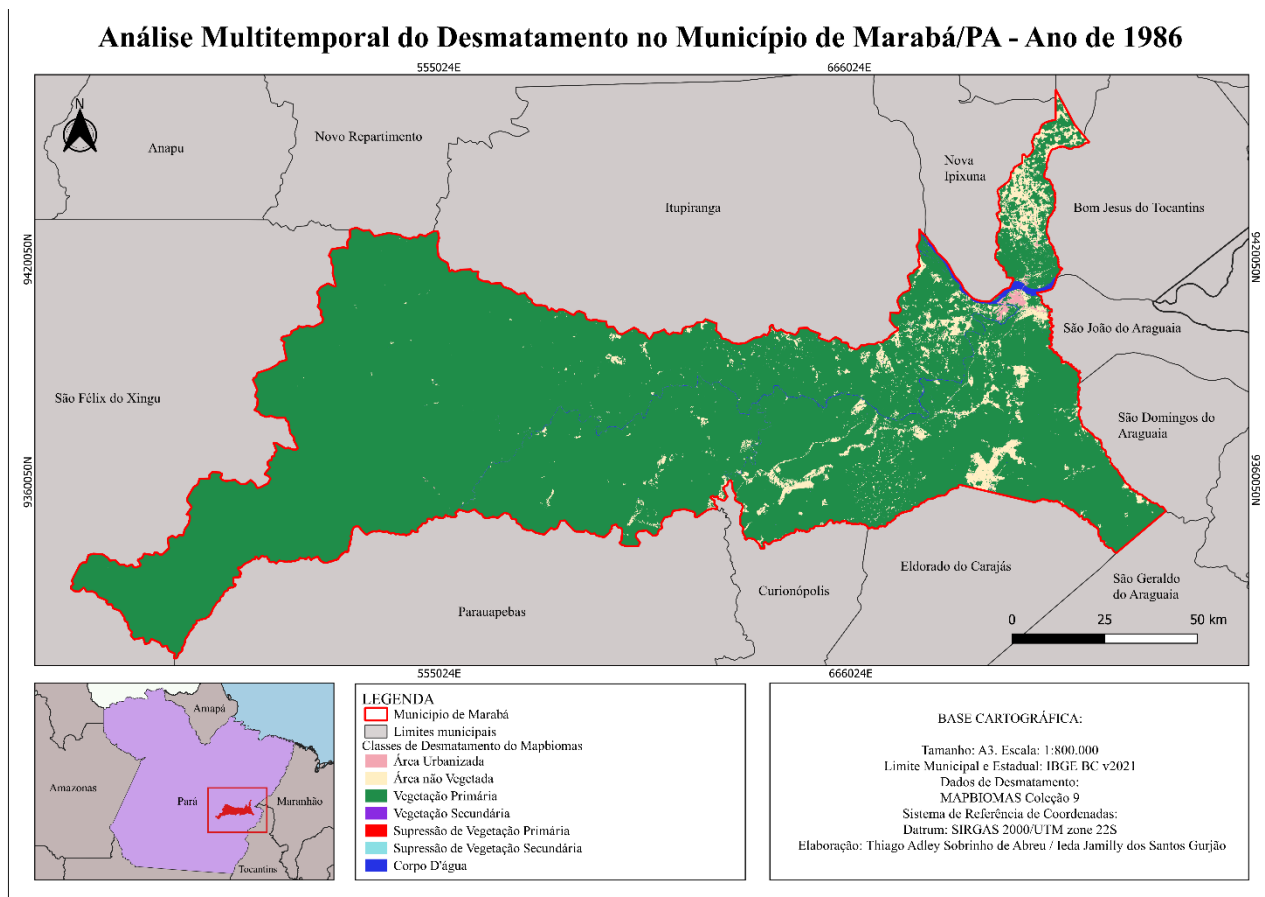 Análise Multitemporal do Desmatamento no Município de Marabá/PA - Ano de 1986
555024E
666024E
N
Anapu
Novo Repartimento
Nova
Ipixuna
Itupiranga
Bom Jesus do Tocantins
9420050N
9420050N
São João do Araguaia
São Félix do Xingu
São Domingos do
Araguaia
9360050N
9360050N
Eldorado do Carajás
Curionópolis
São Geraldo
do Araguaia
Parauapebas
0 25 50 km
555024E
666024E
Amapá
Amazonas
Pará
Maranhão
Tocantins
LEGENDA
Municipio de Marabá
Limites municipais
Classes de Desmatamento do Mapbiomas
Área Urbanizada
Área não Vegetada
Vegetação Primária
Vegetação Secundária
Supressão de Vegetação Primária
Supressão de Vegetação Secundária
Corpo D'água
BASE CARTOGRÁFICA:
Tamanho: A3. Escala: 1:800.000
Limite Municipal e Estadual: IBGE BC v2021
Dados de Desmatamento:
MAPBIOMAS Coleção 9
Sistema de Referência de Coordenadas:
Datrum: SIRGAS 2000/UTM zone 22S
Elaboração: Thiago Adley Sobrinho de Abreu / Ieda Jamilly dos Santos Gurjão